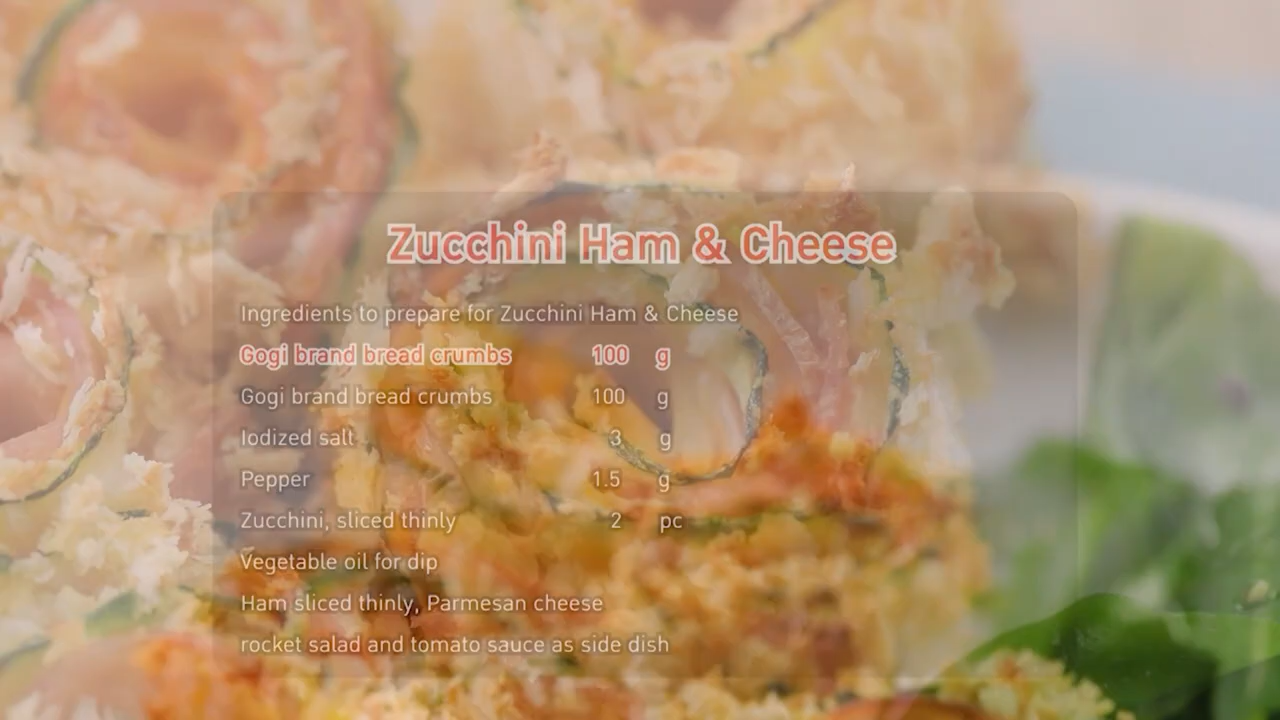 Zucchini Ham & Cheese
Ingredients to prepare for Zucchini Ham & Cheese
Gogi brand bread crumbs 100 g
Gogi brand bread crumbs 100 g
Iodized salt 3 g
Pepper 1.5 g
Zucchini, sliced thinly 2 pc
Vegetable oil for dip
Ham sliced thinly, Parmesan cheese
rocket salad and tomato sauce as side dish